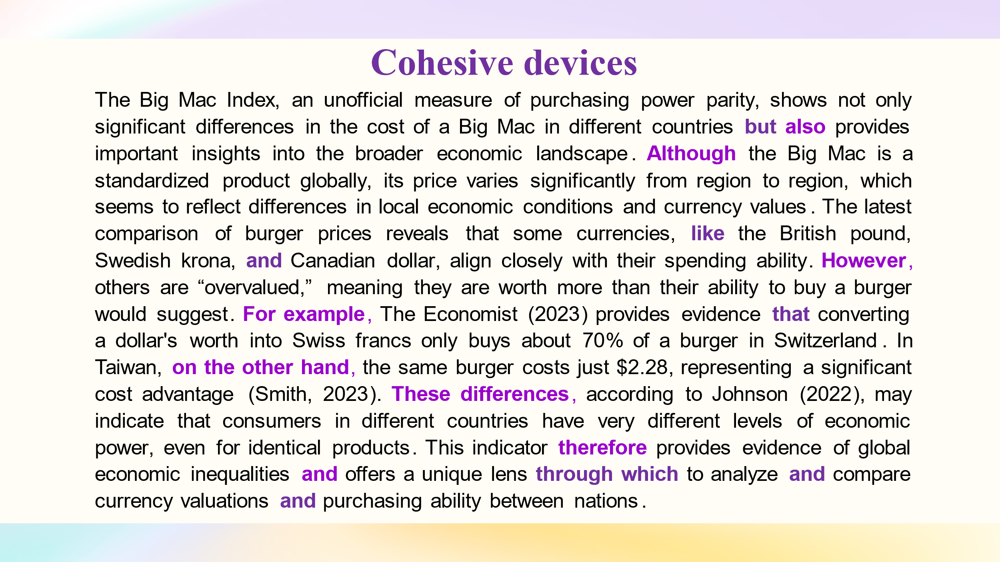 Cohesive devices
The Big Mac Index, an unofficial measure of purchasing power parity, shows not only
significant differences in the cost of a Big Mac in different countries but also provides
important insights into the broader economic landscape. Although the Big Mac is a
standardized product globally, its price varies significantly from region to region, which
seems to reflect differences in local economic conditions and currency values. The latest
comparison of burger prices reveals that some currencies, like the British pound,
Swedish krona, and Canadian dollar, align closely with their spending ability. However,
others are “overvalued,” meaning they are worth more than their ability to buy a burger
would suggest. For example, The Economist (2023) provides evidence that converting
a dollar's worth into Swiss francs only buys about 70% of a burger in Switzerland. In
Taiwan, on the other hand, the same burger costs just $2.28, representing a significant
cost advantage (Smith, 2023). These differences, according to Johnson (2022), may
indicate that consumers in different countries have very different levels of economic
power, even for identical products. This indicator therefore provides evidence of global
economic inequalities and offers a unique lens through which to analyze and compare
currency valuations and purchasing ability between nations.